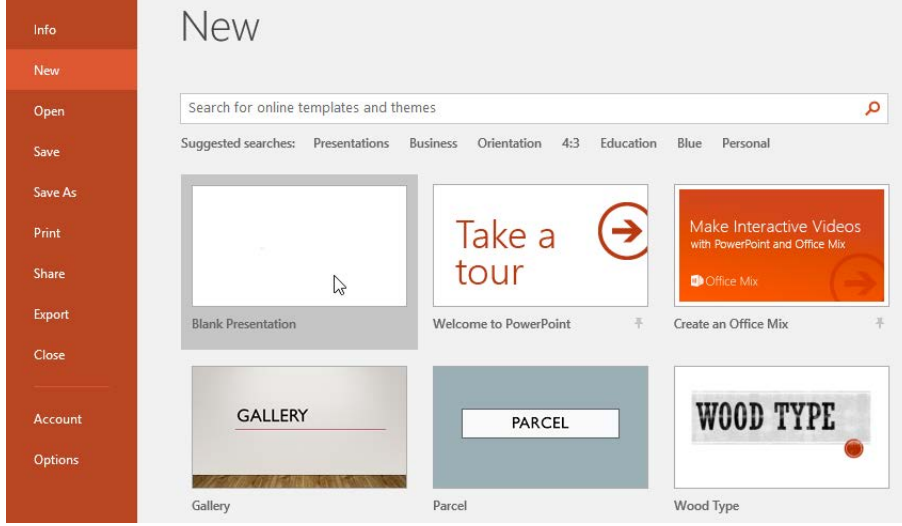 Info
New
Open
Save
Save As
Print
Share
Export
Close
Account
Options
New
Search for online templates and themes
Suggested searches: Presentations Business Orientation 4:3 Education Blue Personal
Blank Presentation
Take a
tour
Welcome to PowerPoint
Make Interactive Videos
with PowerPoint and Office Mix
Office Mix
Create an Office Mix
GALLERY
Gallery
PARCEL
Parcel
WOOD TYPE
Wood Type